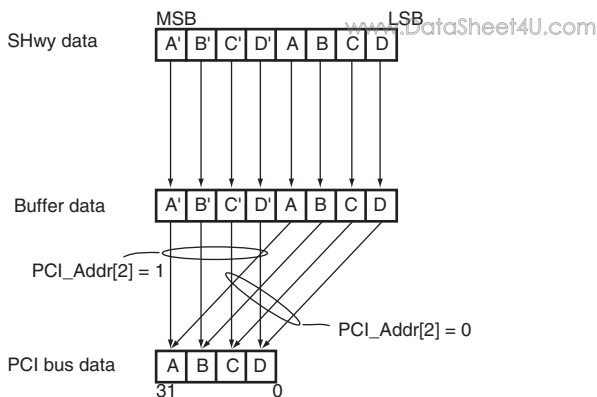 MSB LSB
www.DataSheet4U.com
SHwy data A' B' C' D' A B C D
Buffer data A' B' C' D' A B C D
PCI_Addr[2] = 1
PCI_Addr[2] = 0
PCI bus data A B C D
31 0